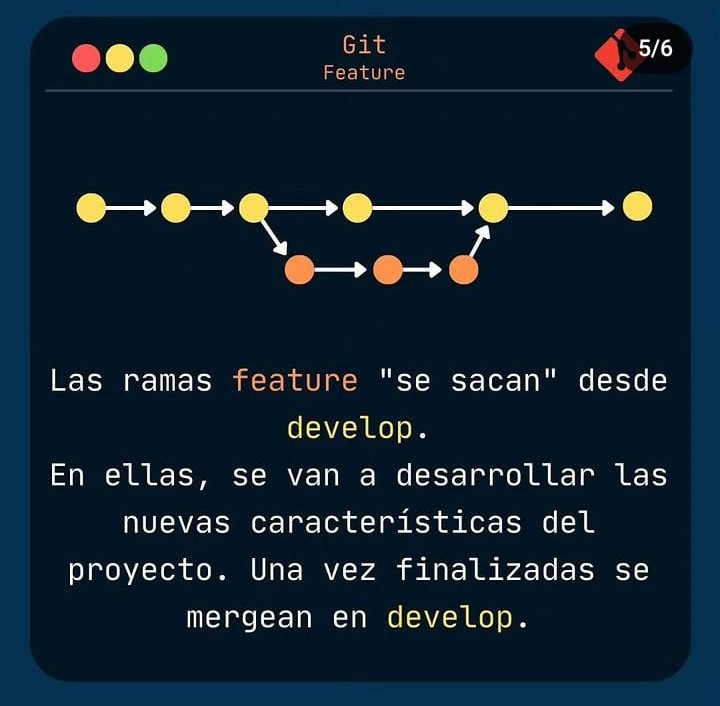 Git
Feature
5/6
Las ramas feature "se sacan" desde
develop.
En ellas, se van a desarrollar las
nuevas características del
proyecto. Una vez finalizadas se
mergean en develop.